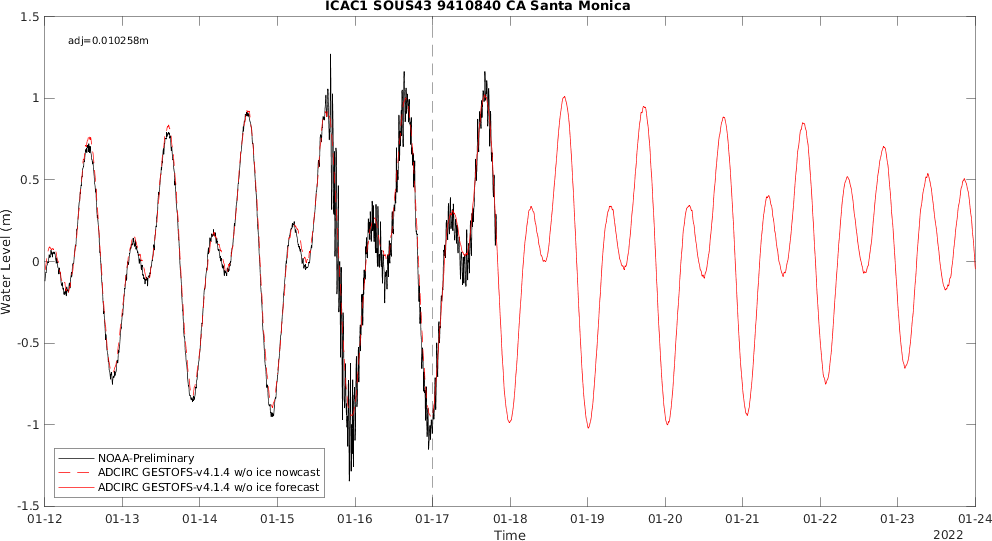 ICAC1 SOUS43 9410840 CA Santa Monica
adj=0.010258m
1.5
1
0.5
0
-0.5
-1
-1.5
Water Level (m)
NOAA-Preliminary
ADCIRC GESTOFS-v4.1.4 w/o ice nowcast
ADCIRC GESTOFS-v4.1.4 w/o ice forecast
01-12 01-13 01-14 01-15 01-16 01-17 01-18 01-19 01-20 01-21 01-22 01-23 01-24
Time
2022